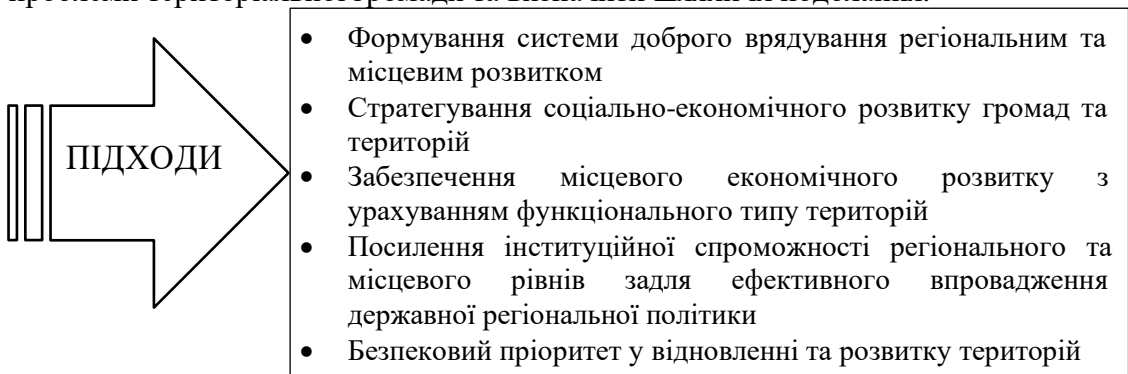 ПІДХОДИ
• Формування системи доброго врядування регіональним та
місцевим розвитком
• Стратегування соціально-економічного розвитку громад та
територій
• Забезпечення місцевого економічного розвитку з
урахуванням функціонального типу територій
• Посилення інституційної спроможності регіонального та
місцевого рівнів задля ефективного впровадження
державної регіональної політики
• Безпековий пріоритет у відновленні та розвитку територій